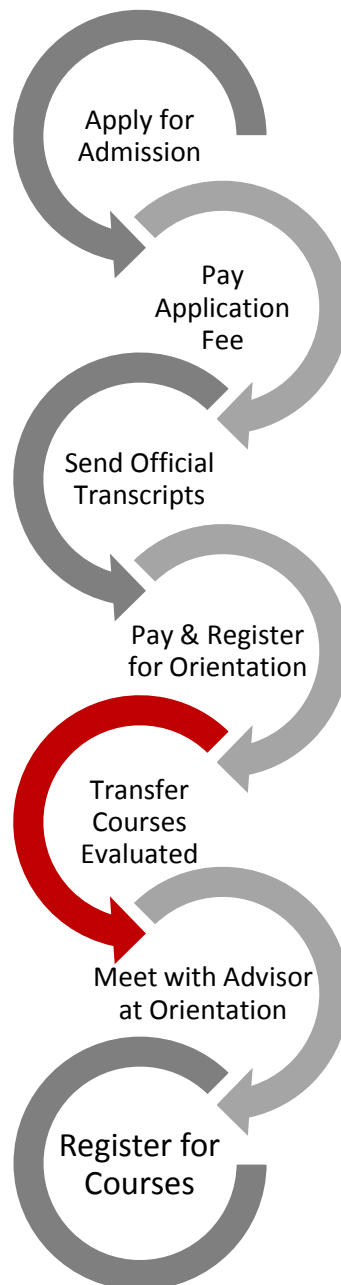 Apply for
Admission
Pay
Application
Fee
Send Official
Transcripts
Pay & Register
for Orientation
Transfer
Courses
Evaluated
Meet with Advisor
at Orientation
Register for
Courses